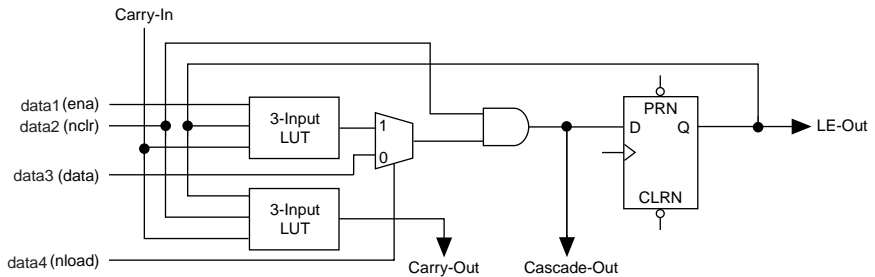 Carry-In
data1 (ena)
data2 (nclr)
3-Input
LUT
1
0
data3 (data)
3-Input
LUT
data4 (nload)
Carry-Out
Cascade-Out
PRN
D
Q
CLRN
LE-Out